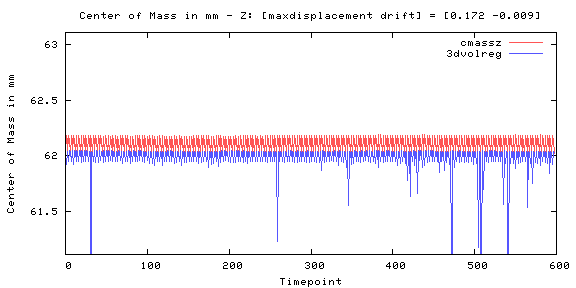 Center of Mass in mm - Z: [maxdisplacement drift] = [0.172 -0.009]
63
cmassz
3dvolreg
62.5
62
61.5
Center of Mass in mm
0 100 200 300 400 500 600
Timepoint